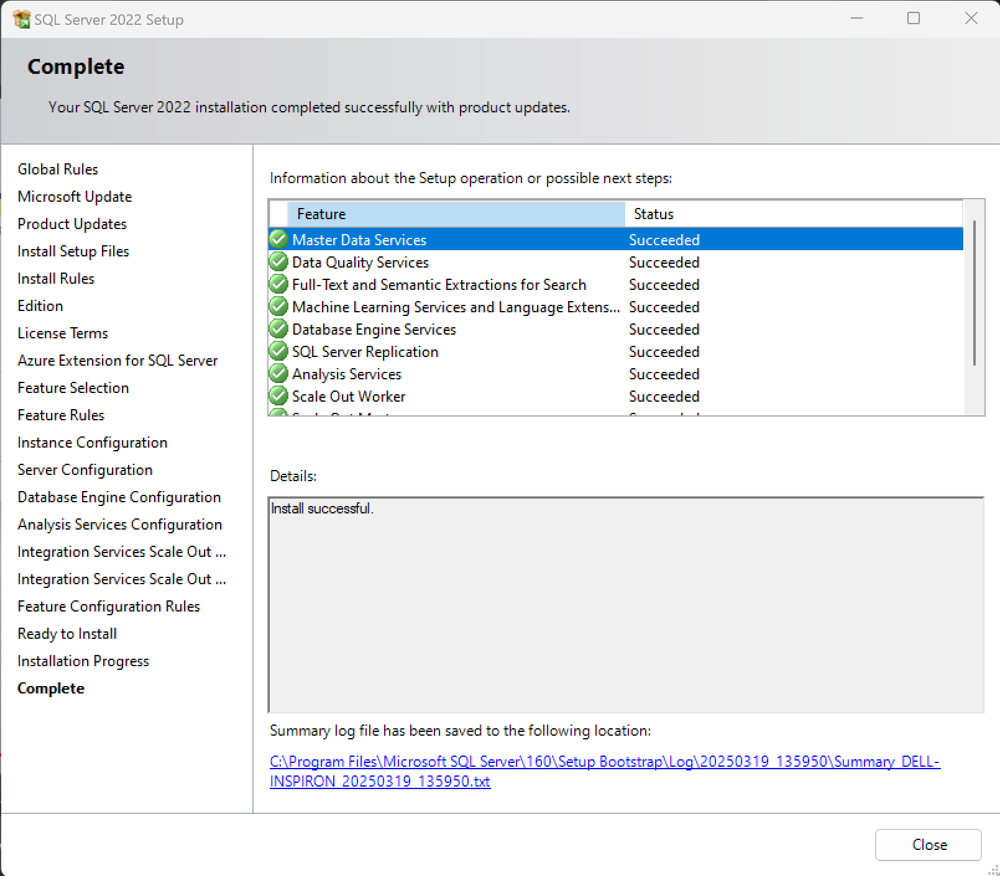 SQL Server 2022 Setup
Complete
Your SQL Server 2022 installation completed successfully with product updates.
Global Rules
Microsoft Update
Product Updates
Install Setup Files
Install Rules
Edition
License Terms
Azure Extension for SQL Server
Feature Selection
Feature Rules
Instance Configuration
Server Configuration
Database Engine Configuration
Analysis Services Configuration
Integration Services Scale Out ...
Integration Services Scale Out ...
Feature Configuration Rules
Ready to Install
Installation Progress
Complete
Information about the Setup operation or possible next steps:
Feature Status
Master Data Services Succeeded
Data Quality Services Succeeded
Full-Text and Semantic Extractions for Search Succeeded
Machine Learning Services and Language Extens... Succeeded
Database Engine Services Succeeded
SQL Server Replication Succeeded
Analysis Services Succeeded
Scale Out Worker Succeeded
Details:
Install successful.
Summary log file has been saved to the following location:
C:\Program Files\Microsoft SQL Server\160\Setup Bootstrap\Log\20250319_135950\Summary_DELL-
INSPIRON_20250319_135950.txt
Close